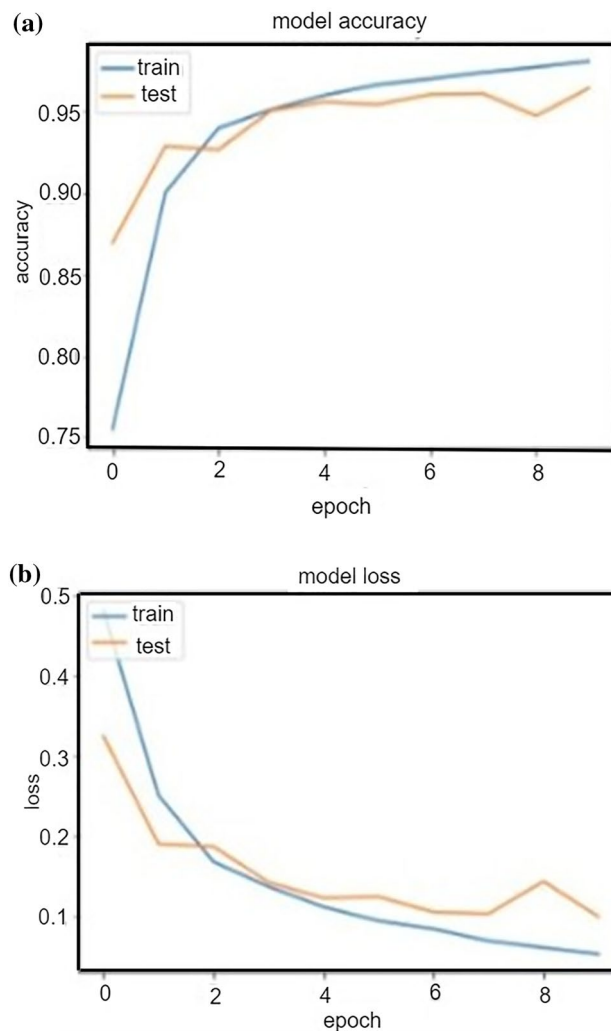 (a)
model accuracy
train
test
0.95
0.90
0.85
0.80
0.75
accuracy
0 2 4 6 8
epoch
(b)
model loss
train
test
0.5
0.4
0.3
0.2
0.1
loss
0 2 4 6 8
epoch